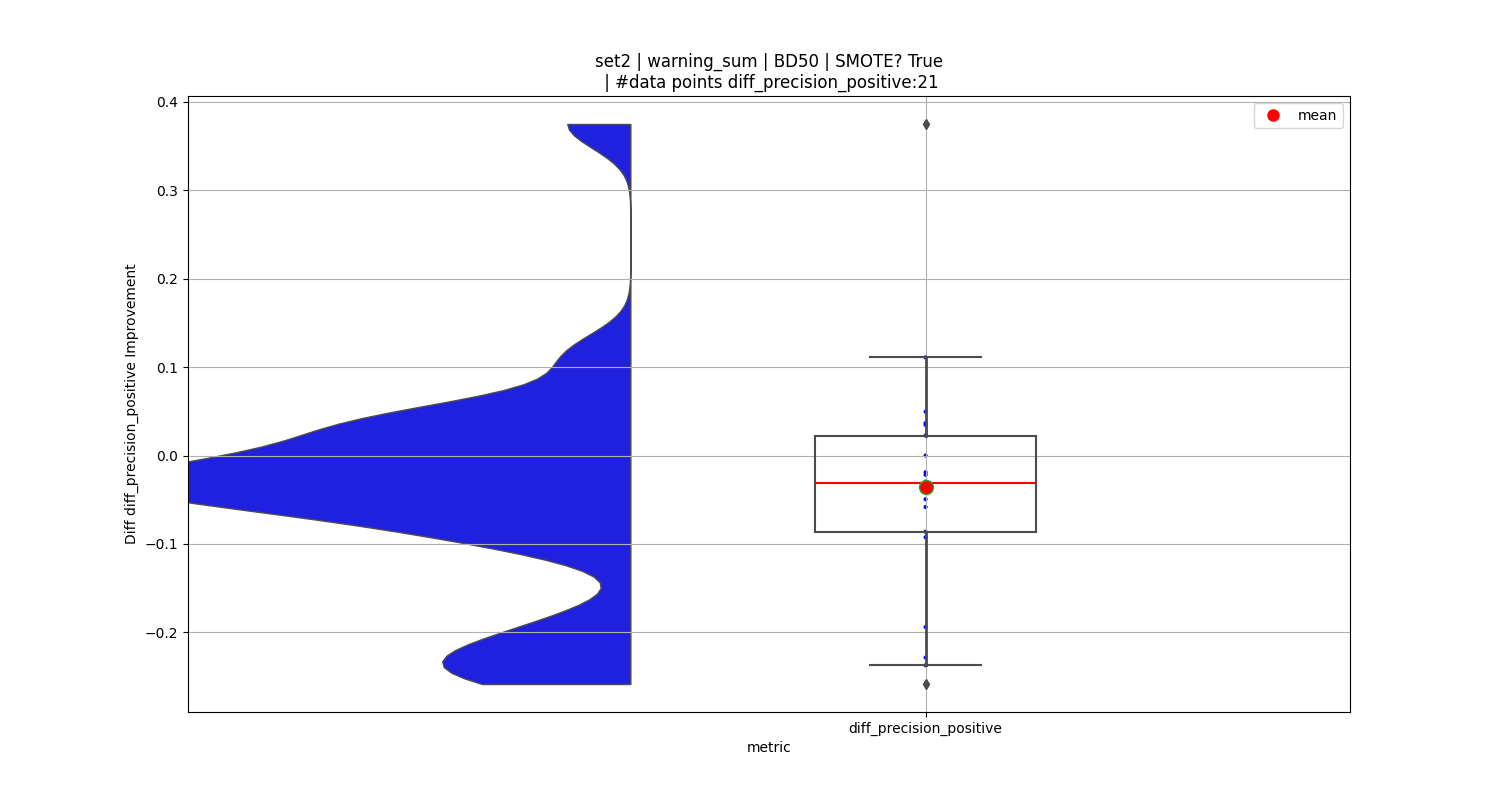 set2 | warning_sum | BD50 | SMOTE? True
| #data points diff_precision_positive:21
mean
0.4
0.3
0.2
0.1
0.0
−0.1
−0.2
Diff diff_precision_positive Improvement
diff_precision_positive
metric